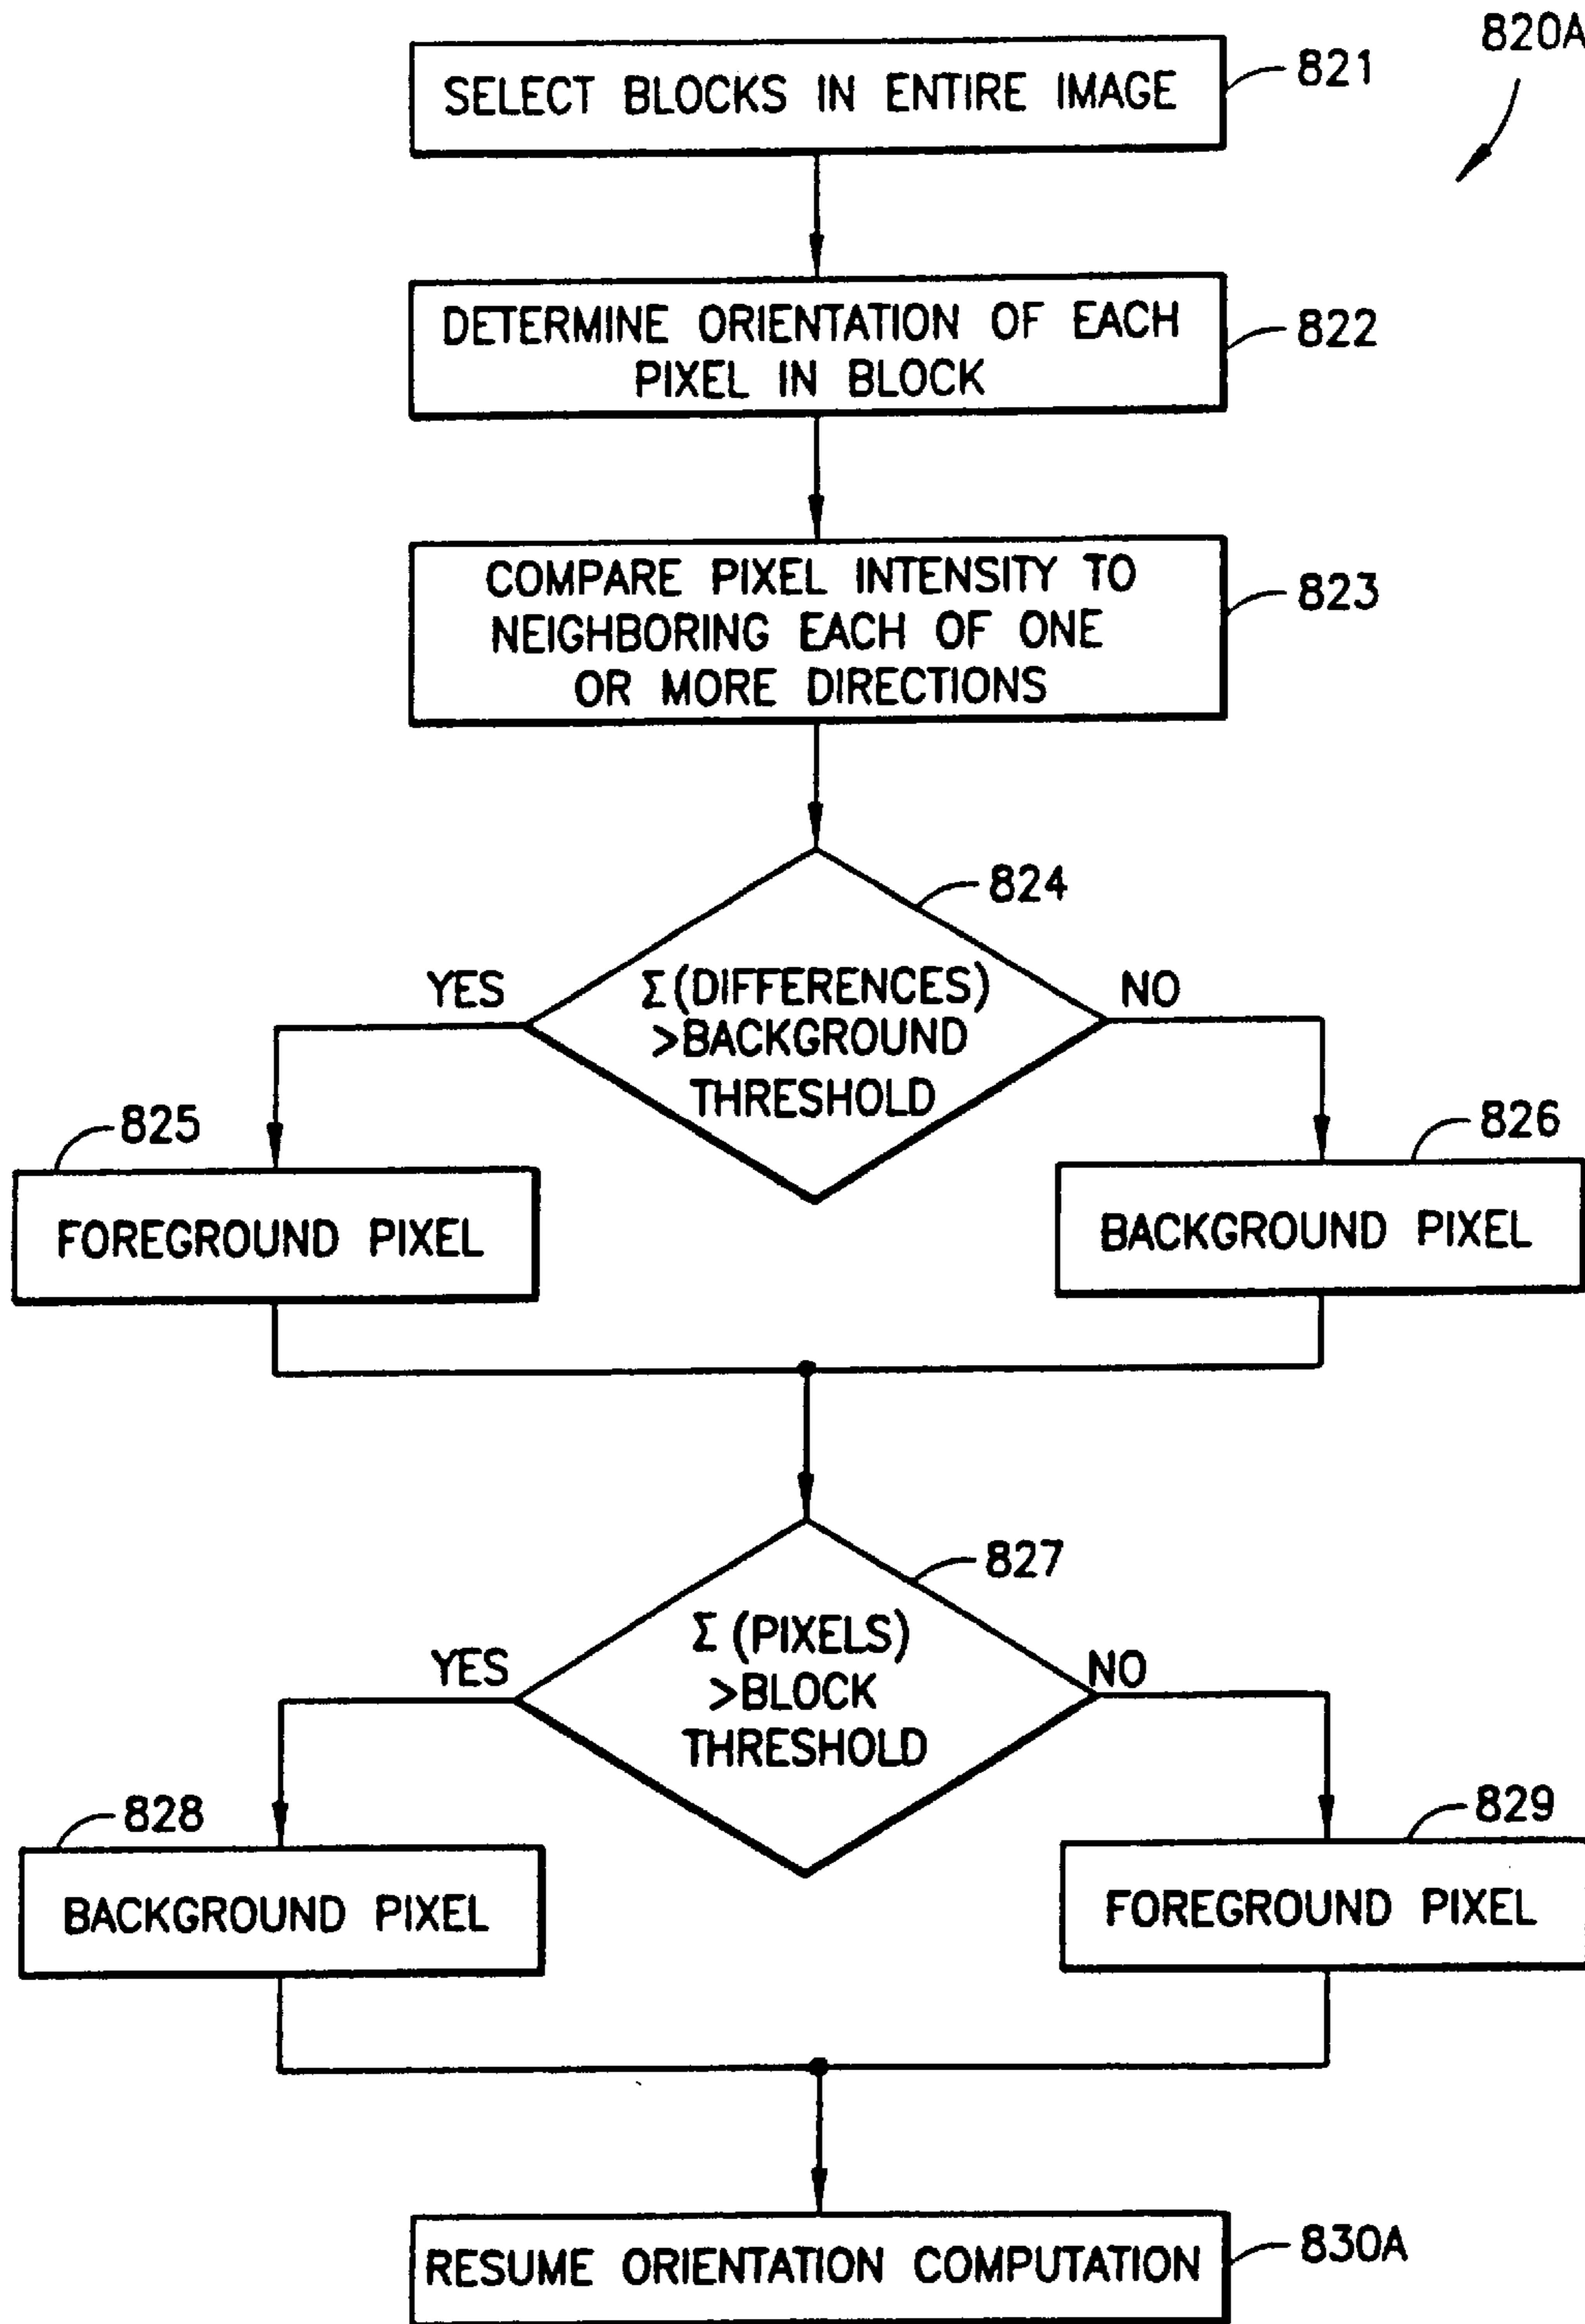 820A
SELECT BLOCKS IN ENTIRE IMAGE
821
DETERMINE ORIENTATION OF EACH
PIXEL IN BLOCK
822
COMPARE PIXEL INTENSITY TO
NEIGHBORING EACH OF ONE
OR MORE DIRECTIONS
823
824
YES
Σ(DIFFERENCES)
>BACKGROUND
THRESHOLD
NO
825
FOREGROUND PIXEL
826
BACKGROUND PIXEL
827
YES
Σ (PIXELS)
>BLOCK
THRESHOLD
NO
828
BACKGROUND PIXEL
829
FOREGROUND PIXEL
RESUME ORIENTATION COMPUTATION
830A